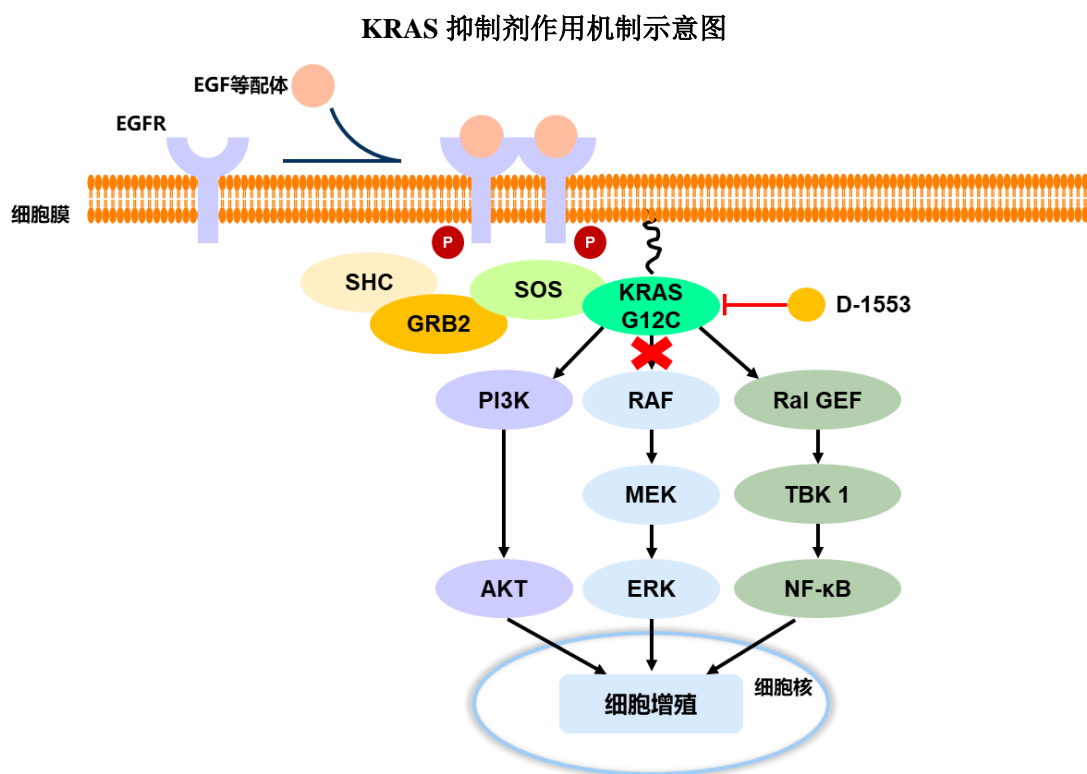 KRAS 抑制剂作用机制示意图
EGF等配体
EGFR
细胞膜
P
P
SHC
GRB2
SOS
KRAS
G12C
D-1553
PI3K
RAF
Ral GEF
MEK
TBK 1
AKT
ERK
NF-κB
细胞核
细胞增殖